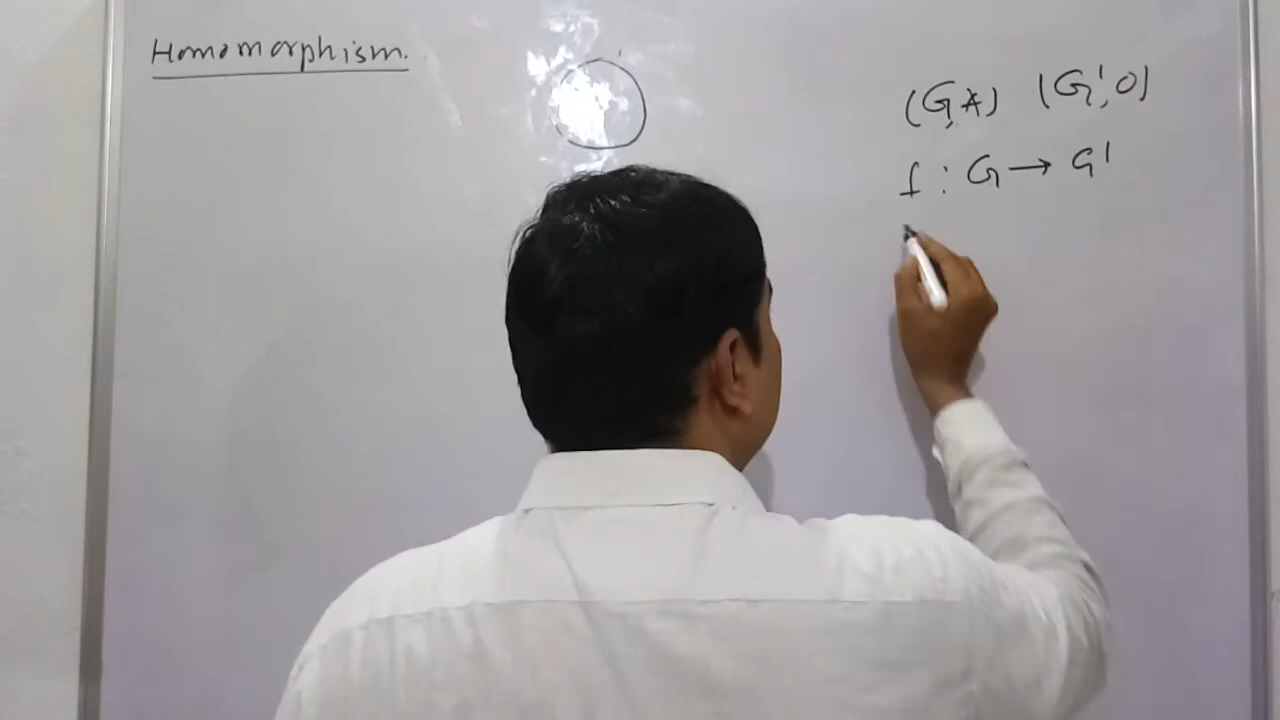 Homomorphism.
(G,*) (G',o)
f : G → G'